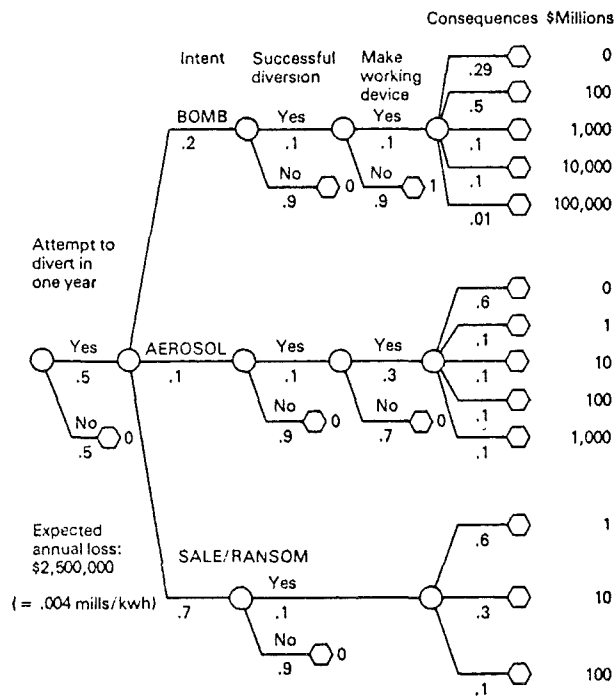 Consequences $Millions
Intent Successful diversion Make working device
BOMB Yes Yes
.2 .1 .1
No No
.9 0 .9 1
.29 0
.5 100
.1 1,000
.1 10,000
.01 100,000
Attempt to
divert in
one year
Yes AEROSOL Yes Yes
.5 .1 .1 .3
No No No
.5 0 .9 0 .7 0
.6 0
.1 1
.1 10
.1 100
.1 1,000
Expected
annual loss:
$2,500,000
( = .004 mills/kwh)
SALE/RANSOM
Yes
.7 .1
No
.9 0
.6 1
.3 10
.1 100